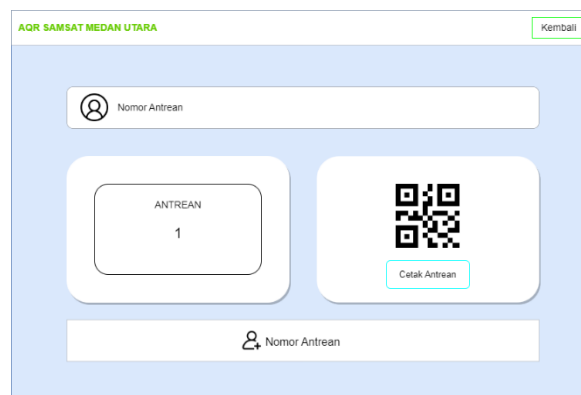 AQR SAMSAT MEDAN UTARA
Kembali
Nomor Antrean
ANTREAN
1
Cetak Antrean
Nomor Antrean